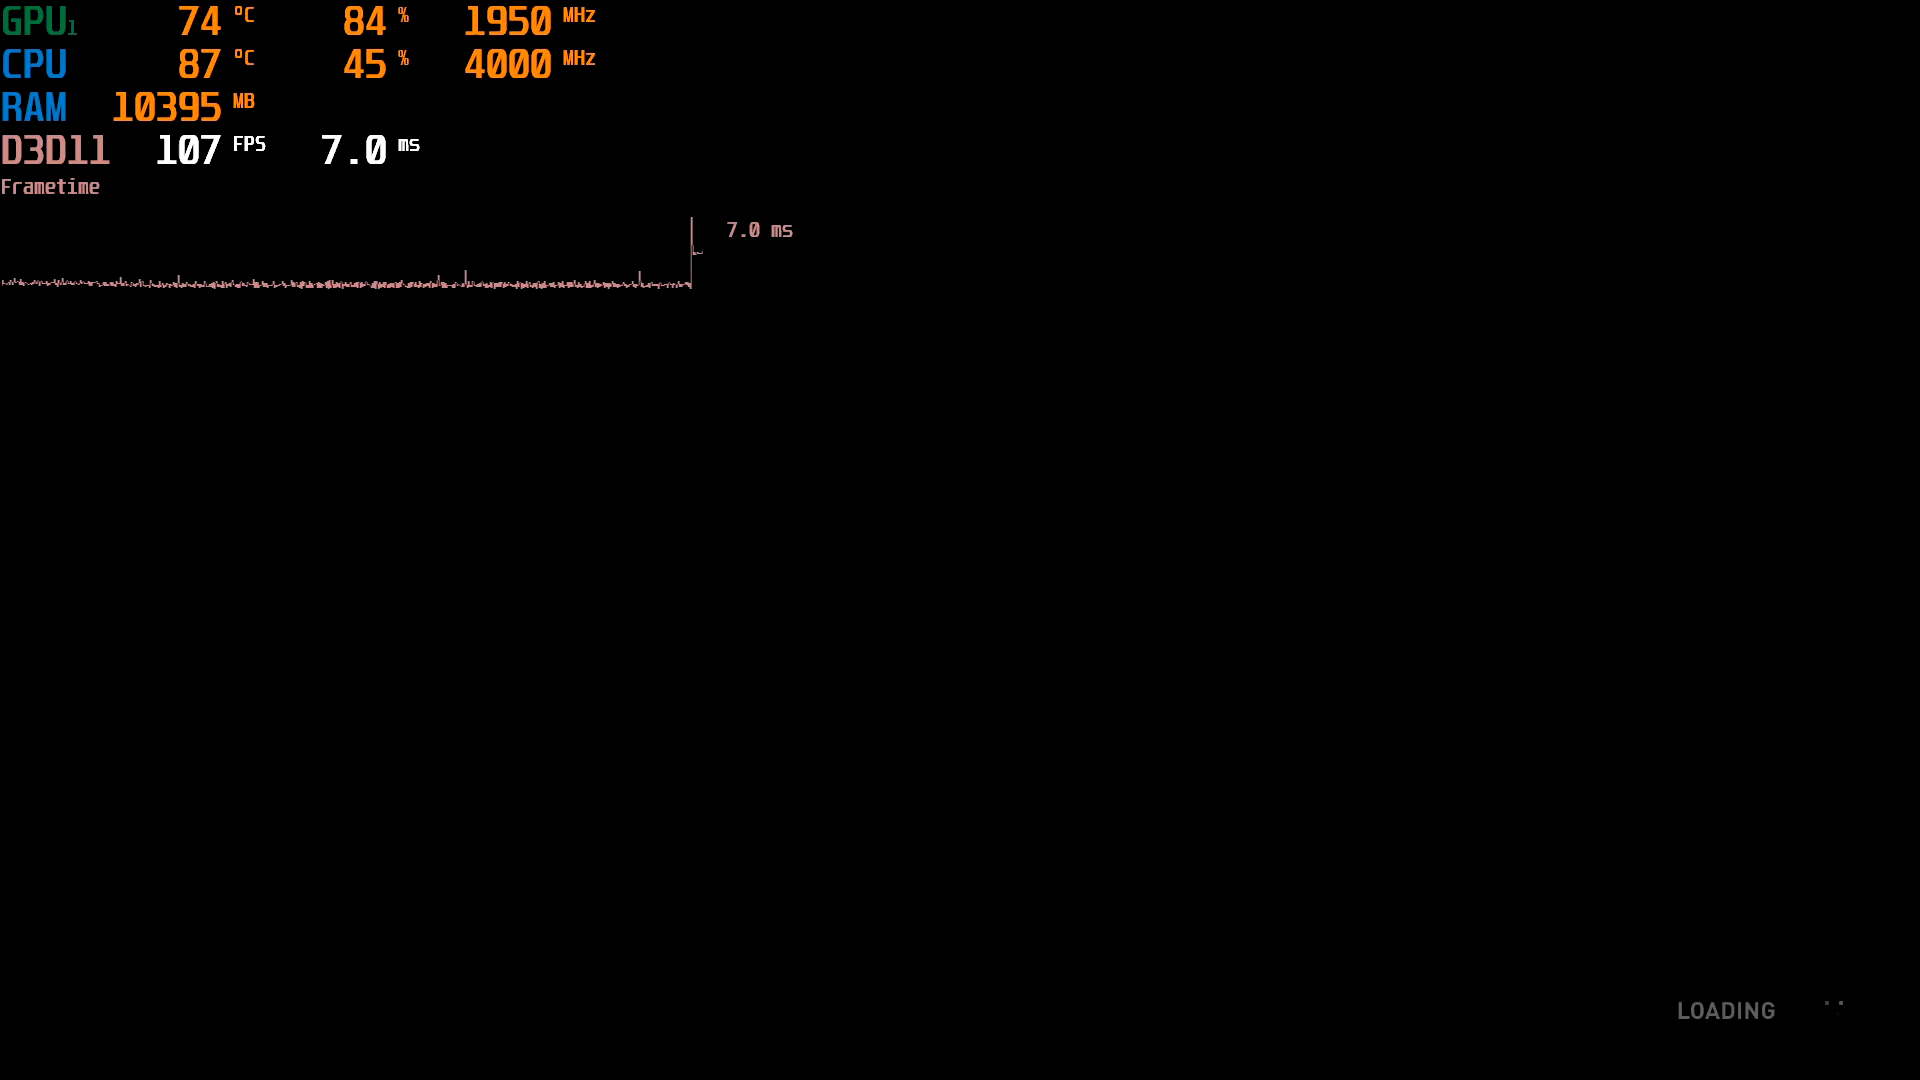 GPU1 74 °C 84 % 1950 MHz
CPU 87 °C 45 % 4000 MHz
RAM 10395 MB
D3D11 107 FPS 7.0 ms
Frametime
7.0 ms
LOADING